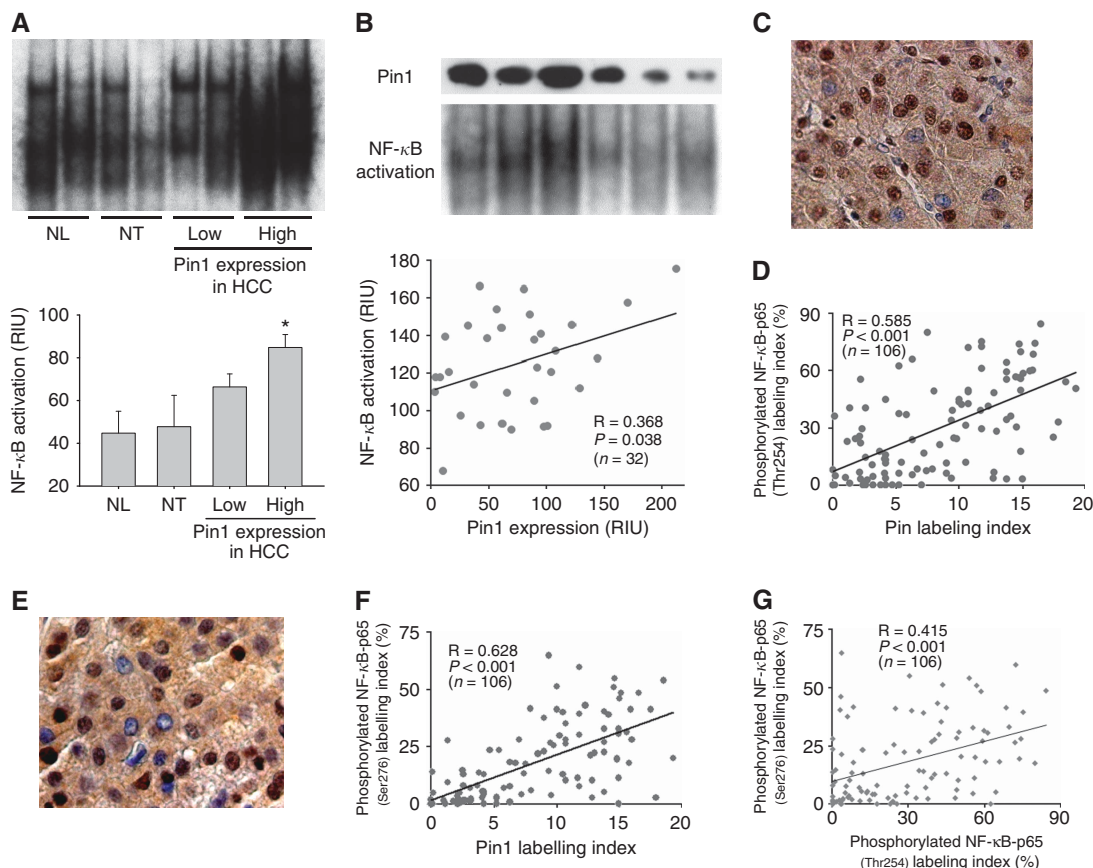 A
NL NT Low High
Pin1 expression
in HCC
NF-κB activation (RIU)
100
80
60
40
20
*
NL NT Low High
Pin1 expression
in HCC
B
Pin1
NF-κB
activation
NF-κB activation (RIU)
180
160
140
120
100
80
60
R = 0.368
P = 0.038
(n = 32)
0 50 100 150 200
Pin1 expression (RIU)
C
D
Phosphorylated NF-κB-p65
(Thr254) labeling index (%)
90
60
30
0
R = 0.585
P < 0.001
(n = 106)
0 5 10 15 20
Pin labeling index
E
F
Phosphorylated NF-κB-p65
(Ser276) labelling index (%)
75
50
25
0
R = 0.628
P < 0.001
(n = 106)
0 5 10 15 20
Pin1 labelling index
G
Phosphorylated NF-κB-p65
(Ser276) labelling index (%)
75
50
25
0
R = 0.415
P < 0.001
(n = 106)
0 30 60 90
Phosphorylated NF-κB-p65
(Thr254) labeling index (%)